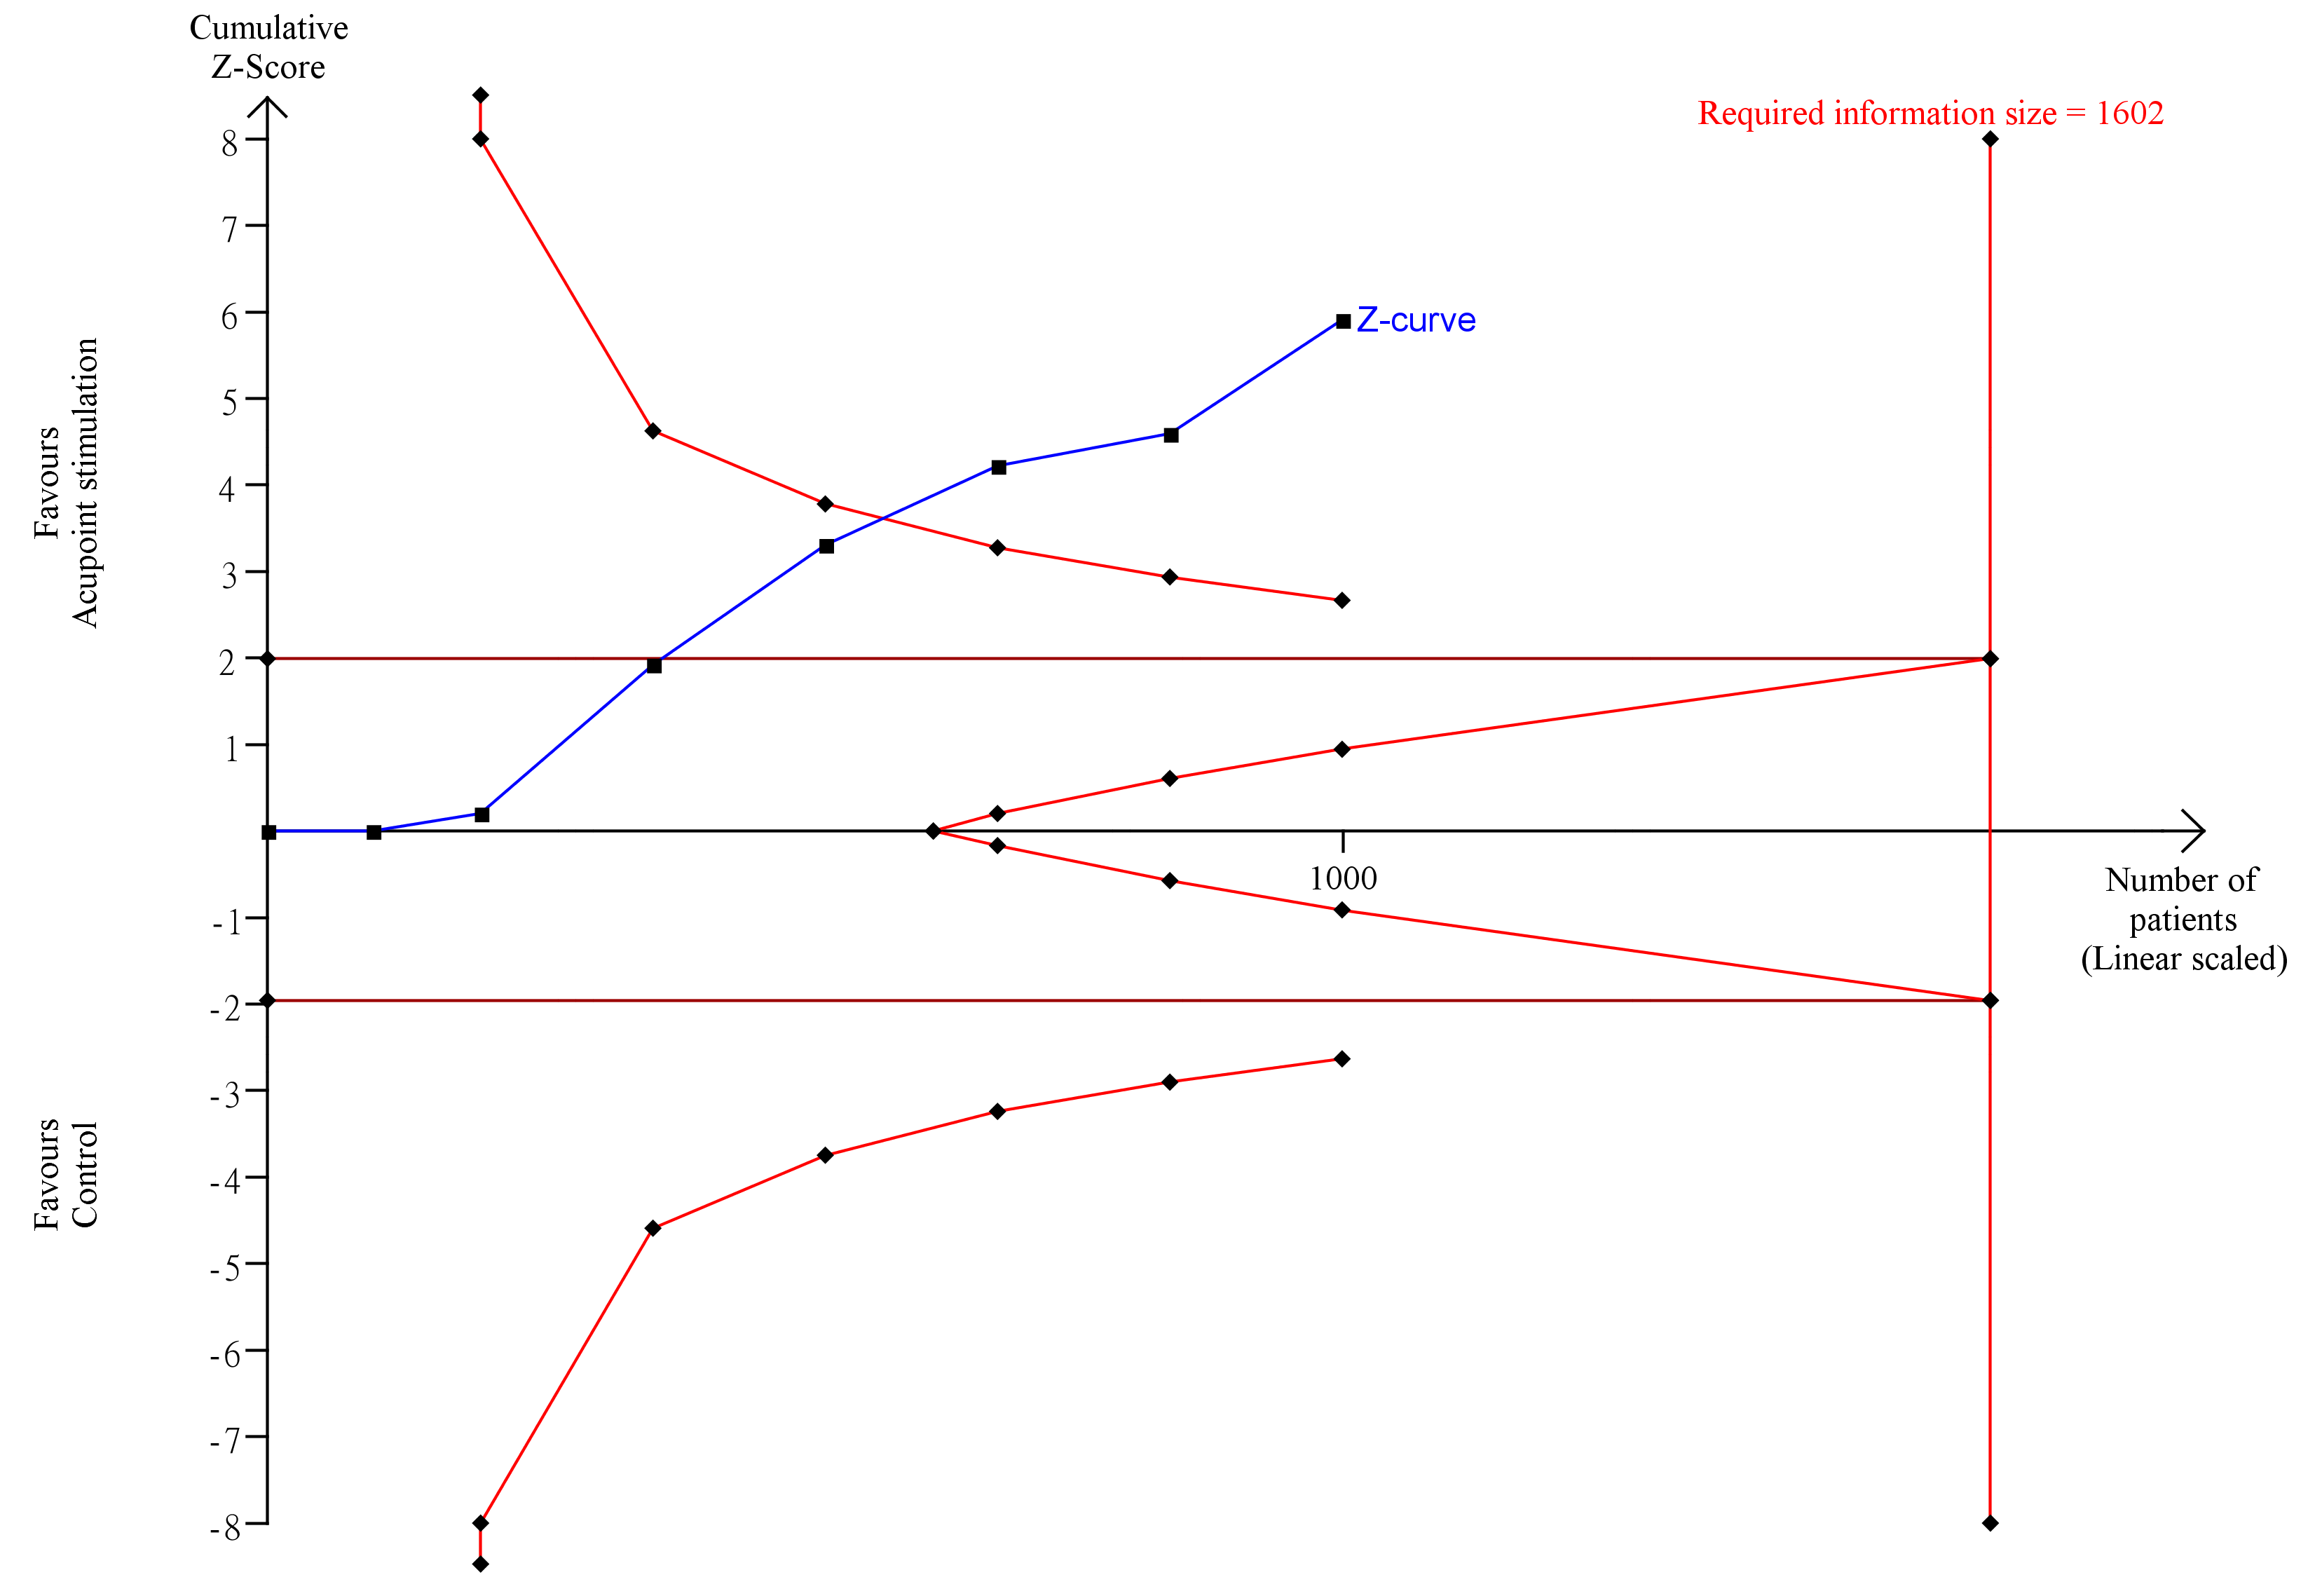 Cumulative
Z-Score
Required information size = 1602
8
7
6
5
4
3
2
1
-1
-2
-3
-4
-5
-6
-7
-8
Favours
Acupoint stimulation
Favours
Control
Z-curve
1000
Number of
patients
(Linear scaled)